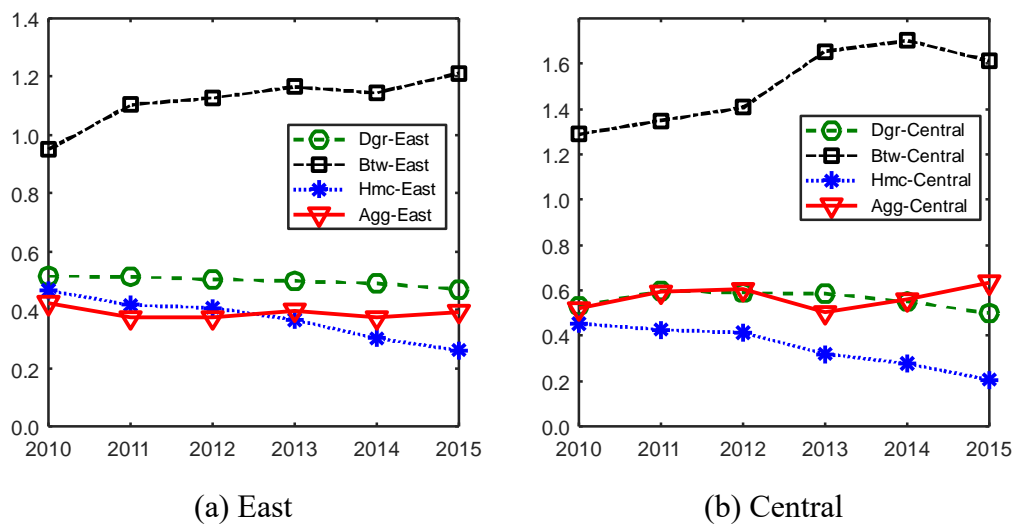 1.4
1.2
1.0
0.8
0.6
0.4
0.2
0.0
2010 2011 2012 2013 2014 2015
Dgr-East
Btw-East
Hmc-East
Agg-East
(a) East
1.6
1.4
1.2
1.0
0.8
0.6
0.4
0.2
0.0
2010 2011 2012 2013 2014 2015
Dgr-Central
Btw-Central
Hmc-Central
Agg-Central
(b) Central